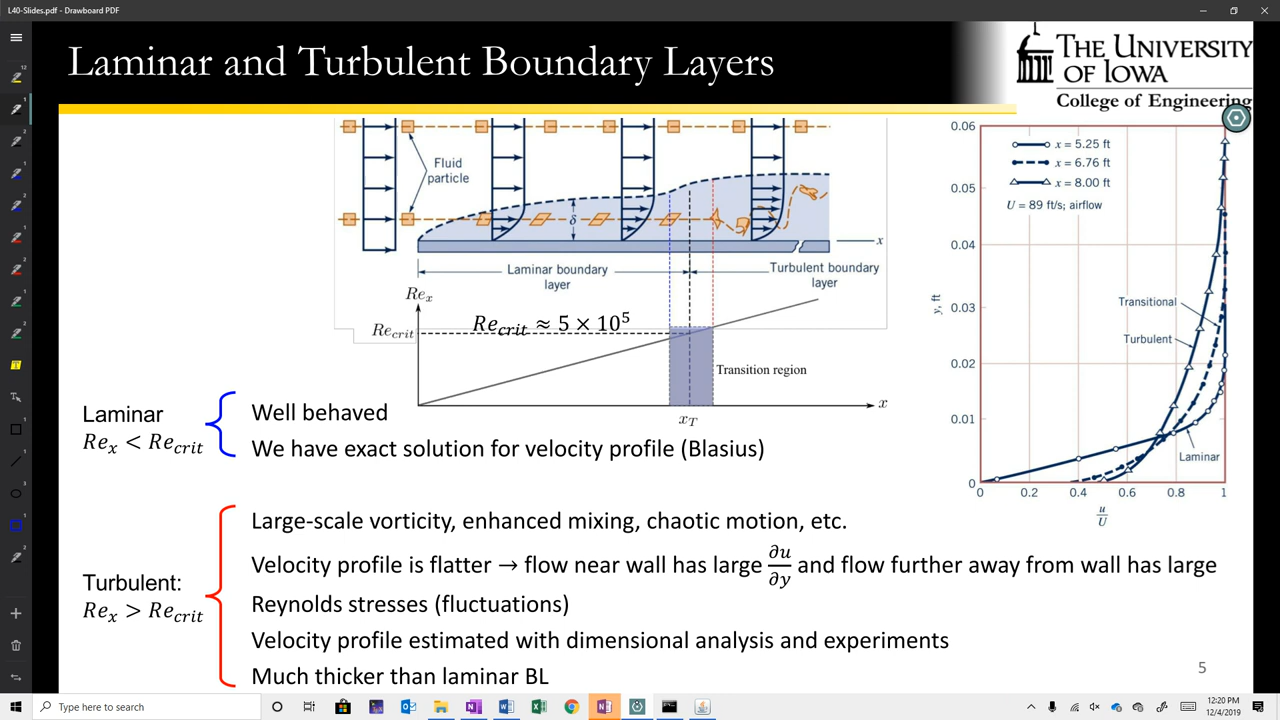 L40-Slides.pdf - Drawboard PDF
Laminar and Turbulent Boundary Layers
THE UNIVERSITY
OF IOWA
College of Engineering
Fluid
particle
δ
x
Laminar boundary
layer
Turbulent boundary
layer
Re_x
Re_crit
Re_crit ≈ 5 × 10^5
Transition region
x
x_T
0.06
0.05
0.04
0.03
0.02
0.01
0
y, ft
x = 5.25 ft
x = 6.76 ft
x = 8.00 ft
U = 89 ft/s; airflow
Transitional
Turbulent
Laminar
0 0.2 0.4 0.6 0.8 1
u/U
Laminar
Re_x < Re_crit
Well behaved
We have exact solution for velocity profile (Blasius)
Turbulent:
Re_x > Re_crit
Large-scale vorticity, enhanced mixing, chaotic motion, etc.
Velocity profile is flatter → flow near wall has large ∂u/∂y and flow further away from wall has large
Reynolds stresses (fluctuations)
Velocity profile estimated with dimensional analysis and experiments
Much thicker than laminar BL
5
Type here to search
12:20 PM
12/4/2019